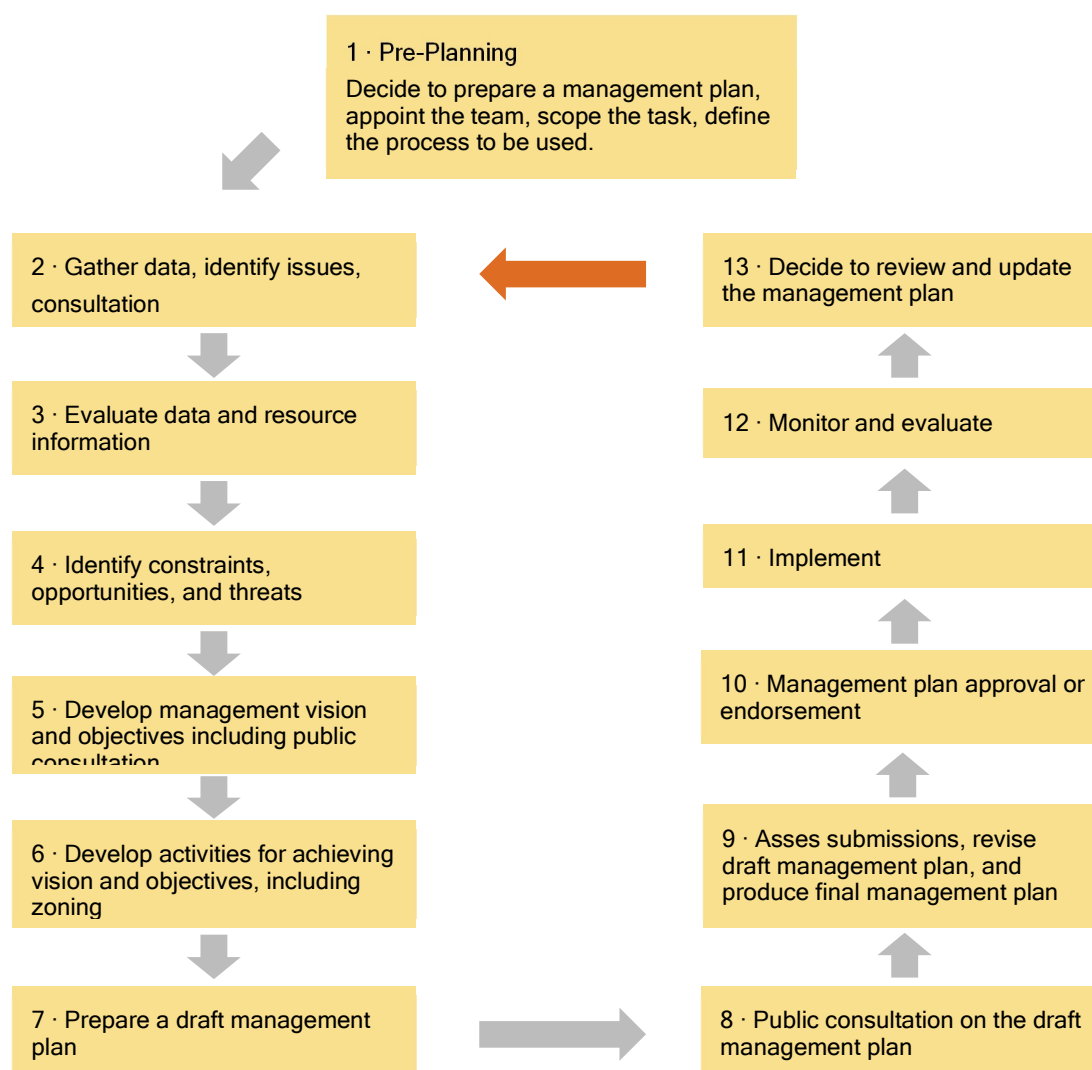 1 · Pre-Planning
Decide to prepare a management plan,
appoint the team, scope the task, define
the process to be used.
2 · Gather data, identify issues,
consultation
3 · Evaluate data and resource
information
4 · Identify constraints,
opportunities, and threats
5 · Develop management vision
and objectives including public
consultation
6 · Develop activities for achieving
vision and objectives, including
zoning
7 · Prepare a draft management
plan
8 · Public consultation on the draft
management plan
9 · Asses submissions, revise
draft management plan, and
produce final management plan
10 · Management plan approval or
endorsement
11 · Implement
12 · Monitor and evaluate
13 · Decide to review and update
the management plan